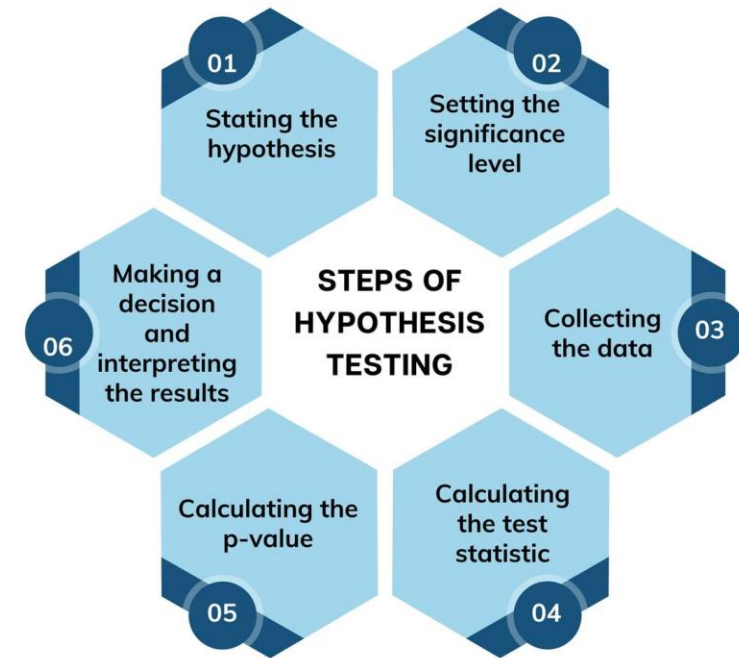 STEPS OF
HYPOTHESIS
TESTING
01
Stating the
hypothesis
02
Setting the
significance
level
03
Collecting
the data
04
Calculating
the test
statistic
05
Calculating the
p-value
06
Making a
decision
and
interpreting
the results